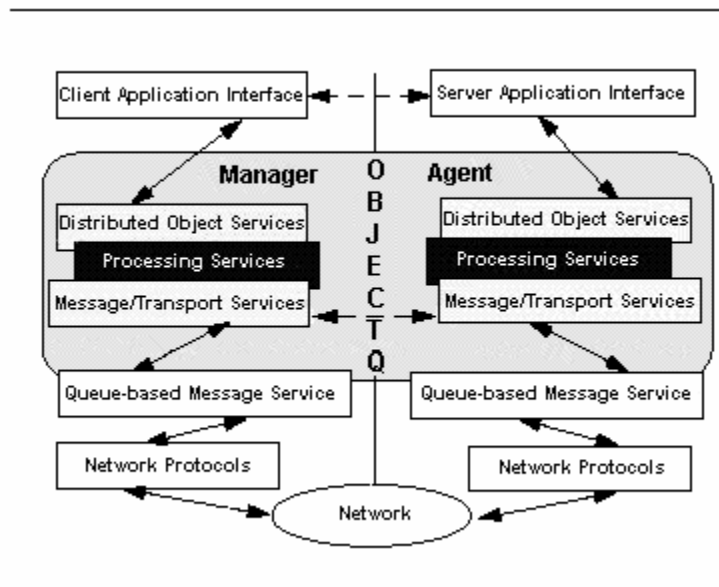 Client Application Interface
Server Application Interface
Manager
Agent
OBJECTQ
Distributed Object Services
Distributed Object Services
Processing Services
Processing Services
Message/Transport Services
Message/Transport Services
Queue-based Message Service
Queue-based Message Service
Network Protocols
Network Protocols
Network